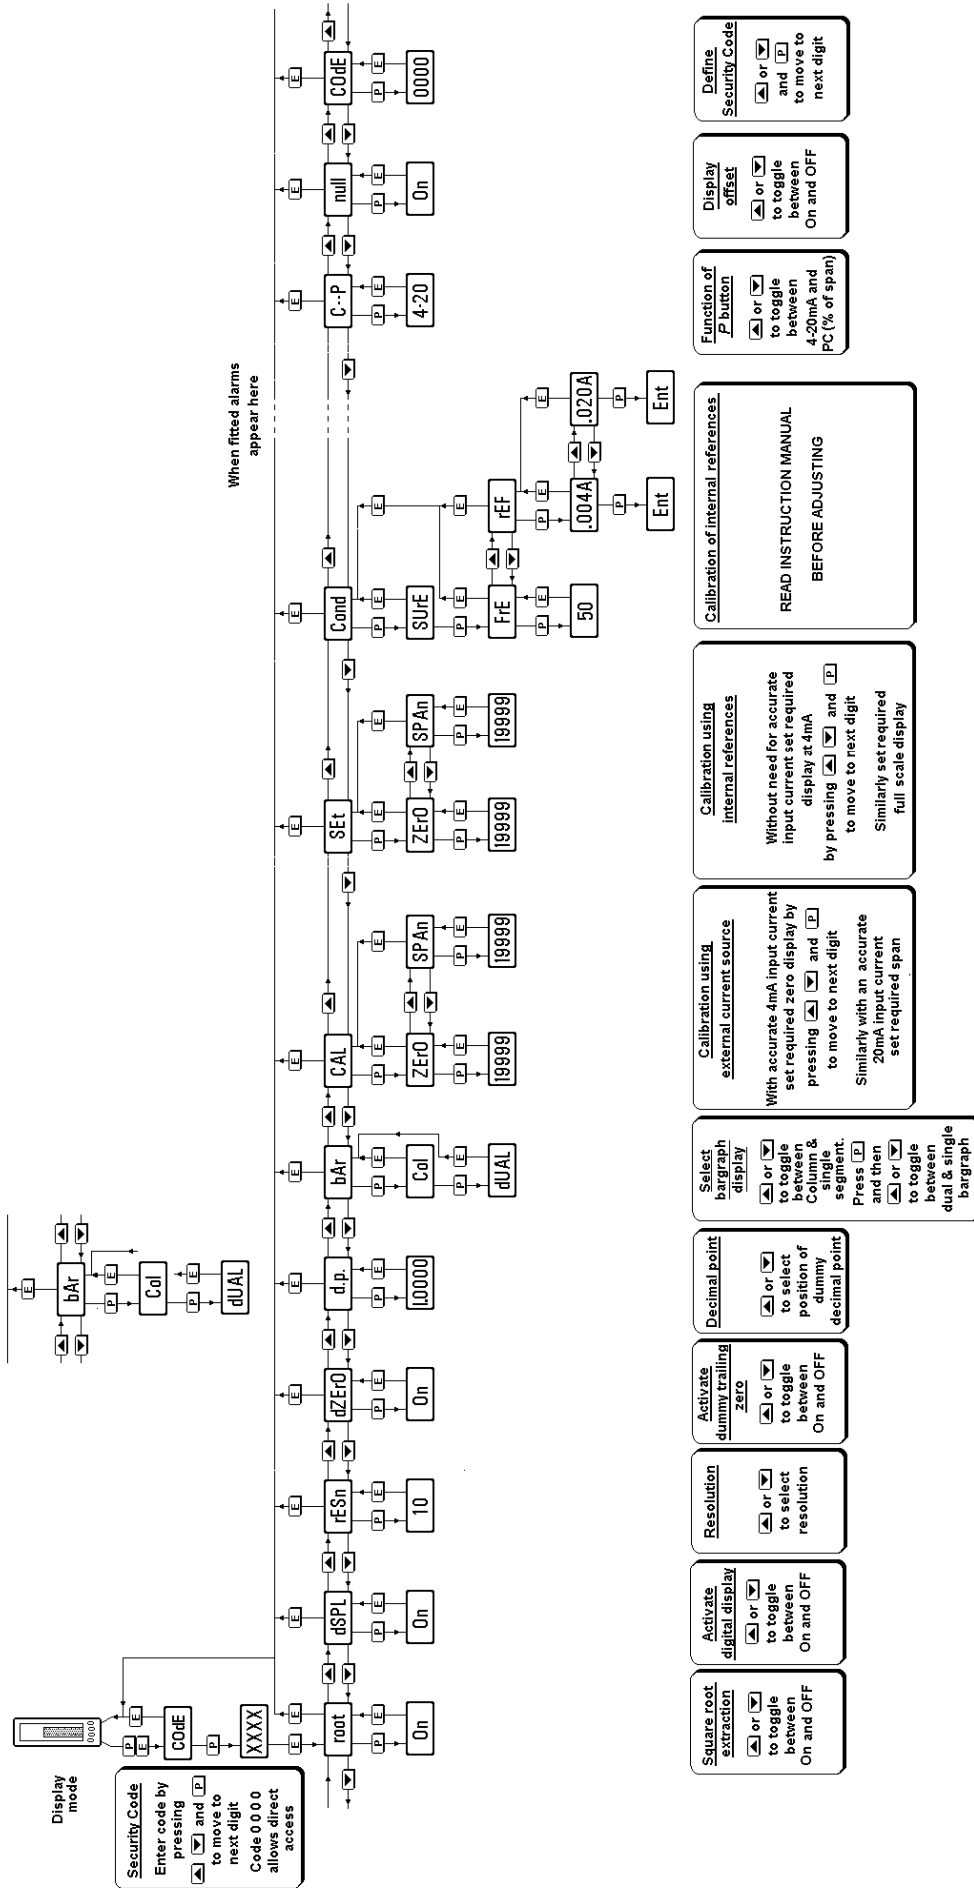 Display
mode
0000
P
E
E
COdE
P
XXXX
E
E
Security Code
Enter code by
pressing
and P
to move to
next digit
Code 0 0 0 0
allows direct
access
bAr
E
P
E
Col
P
E
dUAL
When fitted alarms
appear here
root
P
E
On
E
dSPL
P
E
On
E
rESn
P
E
10
E
dZErO
P
E
On
E
d.p.
P
E
1.0000
E
bAr
P
E
Col
P
E
dUAL
E
CAL
P
E
ZErO
P
E
19999
E
SPAn
P
E
19999
E
SEt
P
E
ZErO
P
E
19999
E
SPAn
P
E
19999
E
Cond
P
E
SUrE
P
E
FrE
P
E
50
E
E
rEF
P
E
.004A
P
Ent
E
.020A
P
Ent
E
C--P
P
E
4-20
E
null
P
E
On
E
COdE
P
E
0000
Square root
extraction
or
to toggle
between
On and OFF
Activate
digital display
or
to toggle
between
On and OFF
Resolution
or
to select
resolution
Activate
dummy trailing
zero
or
to toggle
between
On and OFF
Decimal point
or
to select
position of
dummy
decimal point
Select
bargraph
display
or
to toggle
between
Column &
single
segment.
Press P
and then
or
to toggle
between
dual & single
bargraph
Calibration using
external current source
With accurate 4mA input current
set required zero display by
pressing and P
to move to next digit
Similarly with an accurate
20mA input current
set required span
Calibration using
internal references
Without need for accurate
input current set required
display at 4mA
by pressing and P
to move to next digit
Similarly set required
full scale display
Calibration of internal references
READ INSTRUCTION MANUAL
BEFORE ADJUSTING
Function of
P button
or
to toggle
between
4-20mA and
PC (% of span)
Display
offset
or
to toggle
between
On and OFF
Define
Security Code
or
and P
to move to
next digit